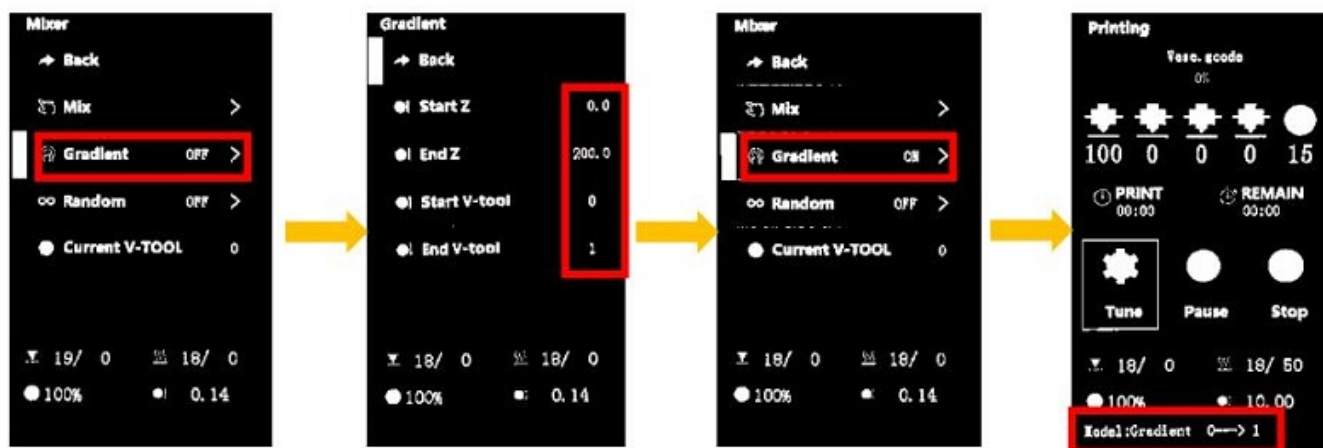 Mixer
Back
Mix >
Gradient OFF >
Random OFF >
Current V-TOOL 0
19/ 0 18/ 0
100% 0.14
Gradient
Back
Start Z 0.0
End Z 200.0
Start V-tool 0
End V-tool 1
18/ 0 18/ 0
100% 0.14
Mixer
Back
Mix >
Gradient ON >
Random OFF >
Current V-TOOL 0
18/ 0 18/ 0
100% 0.14
Printing
Vase.gcode
0%
100 0 0 0 15
PRINT REMAIN
00:00 00:00
Tune Pause Stop
18/ 0 18/ 50
100% 10.00
Model:Gradient 0---> 1